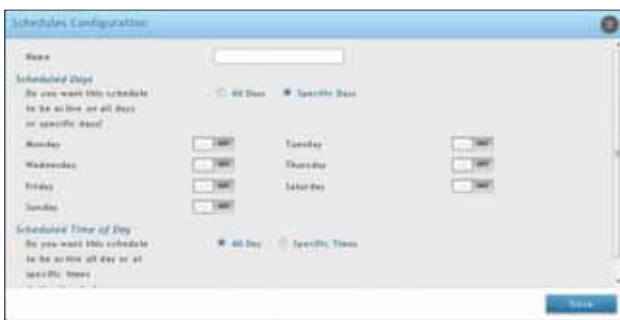 Schedules Configuration
Name
Scheduled Days
Do you want this schedule
to be active on all days
or specific days?
All Days Specific Days
Monday OFF Tuesday OFF
Wednesday OFF Thursday OFF
Friday OFF Saturday OFF
Sunday OFF
Scheduled Time of Day
Do you want this schedule
to be active all day or at
specific times
All Day Specific Times
Save